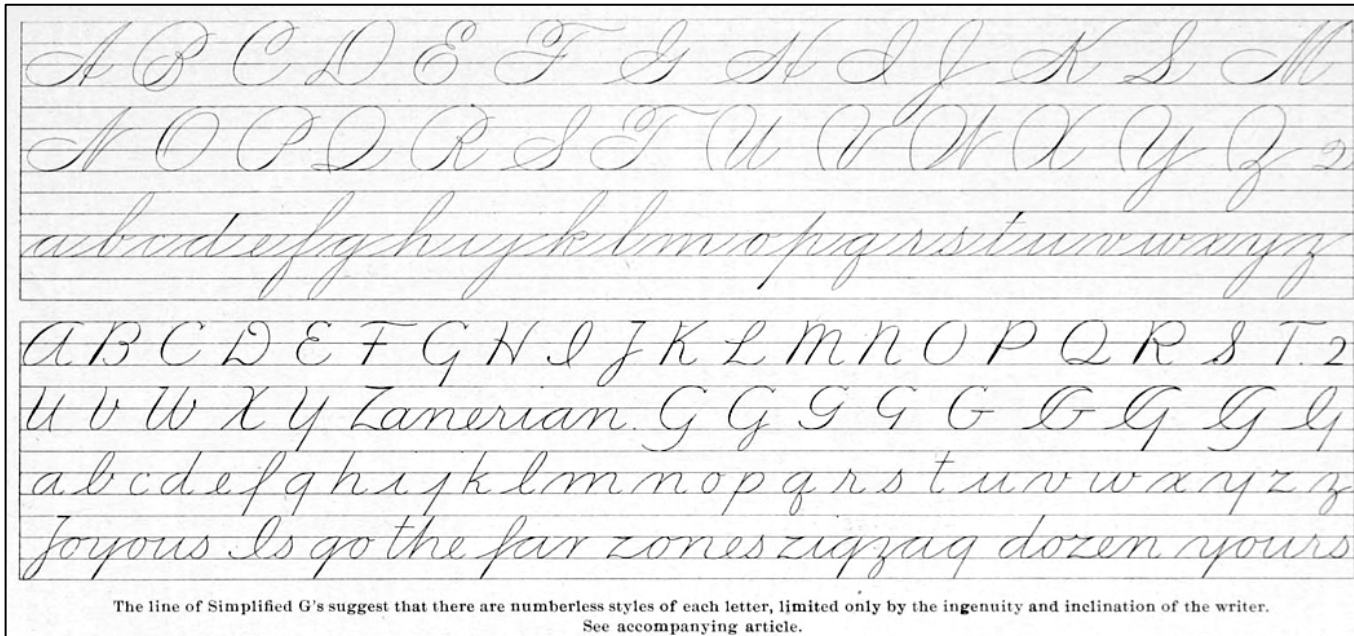 A B C D E F G H I J K L M
N O P Q R S T U V W X Y Z 2
a b c d e f g h i j k l m o p q r s t u v w x y z
A B C D E F G H I J K L M N O P Q R S T. 2
U V W X Y Zanerian. G G G G G G G G G
a b c d e f g h i j k l m n o p q r s t u v w x y z z
Joyous Is go the far zones zigzag dozen yours
The line of Simplified G's suggest that there are numberless styles of each letter, limited only by the ingenuity and inclination of the writer.
See accompanying article.